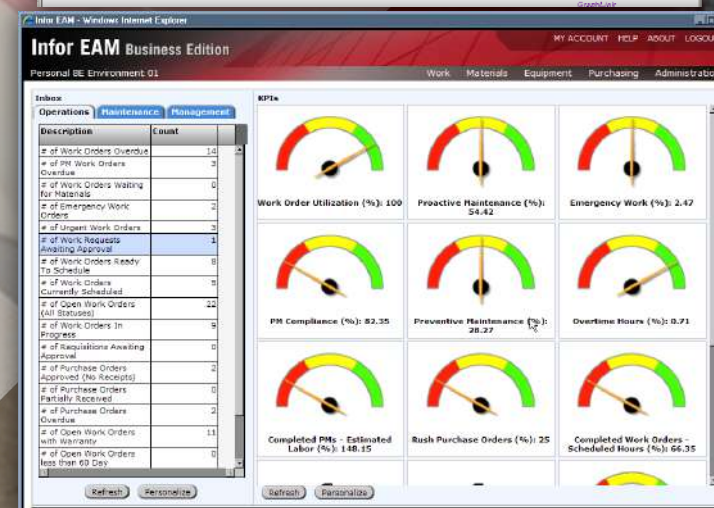 Infor EAM - Windows Internet Explorer
Infor EAM Business Edition
MY ACCOUNT HELP ABOUT LOGOU
Personal BE Environment 01
Work Materials Equipment Purchasing Administratio
Inbox
Operations Maintenance Management
Description Count
# of Work Orders Overdue 14
# of PM Work Orders
Overdue 3
# of Work Orders Waiting
for Materials 0
# of Emergency Work
Orders 2
# of Urgent Work Orders 3
# of Work Requests
Awaiting Approval 1
# of Work Orders Ready
To Schedule 8
# of Work Orders
Currently Scheduled 5
# of Open Work Orders
(All Statuses) 22
# of Work Orders In
Progress 9
# of Requisitions Awaiting
Approval 0
# of Purchase Orders
Approved (No Receipts) 2
# of Purchase Orders
Partially Received 0
# of Purchase Orders
Overdue 2
# of Open Work Orders
with Warranty 11
# of Open Work Orders
less than 60 Day 0
Refresh Personalize
KPIs
Work Order Utilization (%): 100
Proactive Maintenance (%):
54.42
Emergency Work (%): 2.47
PM Compliance (%): 82.35
Preventive Maintenance (%):
28.27
Overtime Hours (%): 0.71
Completed PMs - Estimated
Labor (%): 148.15
Rush Purchase Orders (%): 25
Completed Work Orders -
Scheduled Hours (%): 66.35
Refresh Personalize